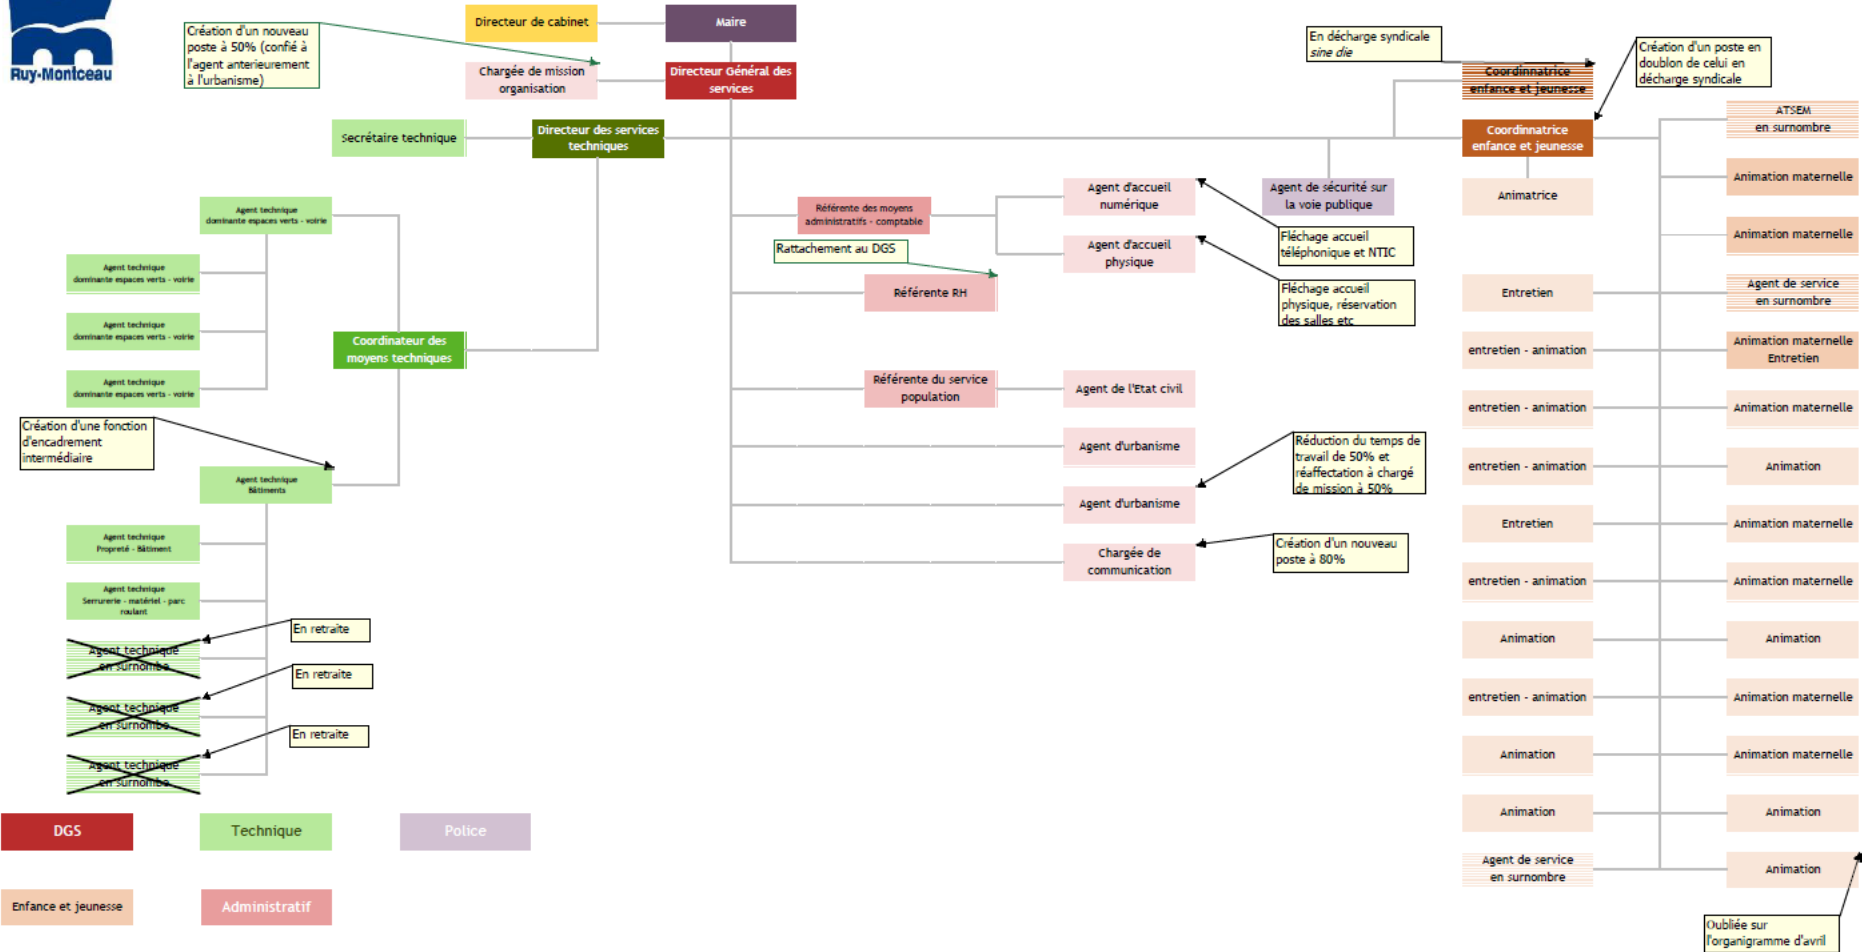 Ruy-Montceau
Création d'un nouveau
poste à 50% (confié à
l'agent anterieurement
à l'urbanisme)
Directeur de cabinet
Maire
Chargée de mission
organisation
Directeur Général des
services
En décharge syndicale
sine die
Coordinnatrice
enfance et jeunesse
Création d'un poste en
doublon de celui en
décharge syndicale
Secrétaire technique
Directeur des services
techniques
Coordinnatrice
enfance et jeunesse
ATSEM
en surnombre
Agent technique
dominante espaces verts - voirie
Agent technique
dominante espaces verts - voirie
Agent technique
dominante espaces verts - voirie
Agent technique
dominante espaces verts - voirie
Coordinateur des
moyens techniques
Création d'une fonction
d'encadrement
intermédiaire
Agent technique
Bâtiments
Agent technique
Propreté - Bâtiment
Agent technique
Serrurerie - matériel - parc
roulant
Agent technique
en surnombe
En retraite
Agent technique
en surnombe
En retraite
Agent technique
en surnombe
En retraite
Référente des moyens
administratifs - comptable
Agent d'accueil
numérique
Agent d'accueil
physique
Rattachement au DGS
Référente RH
Fléchage accueil
téléphonique et NTIC
Fléchage accueil
physique, réservation
des salles etc
Agent de sécurité sur
la voie publique
Référente du service
population
Agent de l'Etat civil
Agent d'urbanisme
Agent d'urbanisme
Réduction du temps de
travail de 50% et
réaffectation à chargé
de mission à 50%
Chargée de
communication
Création d'un nouveau
poste à 80%
Animatrice
Entretien
entretien - animation
entretien - animation
entretien - animation
Entretien
entretien - animation
Animation
entretien - animation
Animation
Animation
Agent de service
en surnombre
Animation maternelle
Animation maternelle
Agent de service
en surnombre
Animation maternelle
Entretien
Animation maternelle
Animation
Animation maternelle
Animation maternelle
Animation
Animation maternelle
Animation maternelle
Animation
Animation
Oubliée sur
l'organigramme d'avril
DGS
Technique
Police
Enfance et jeunesse
Administratif